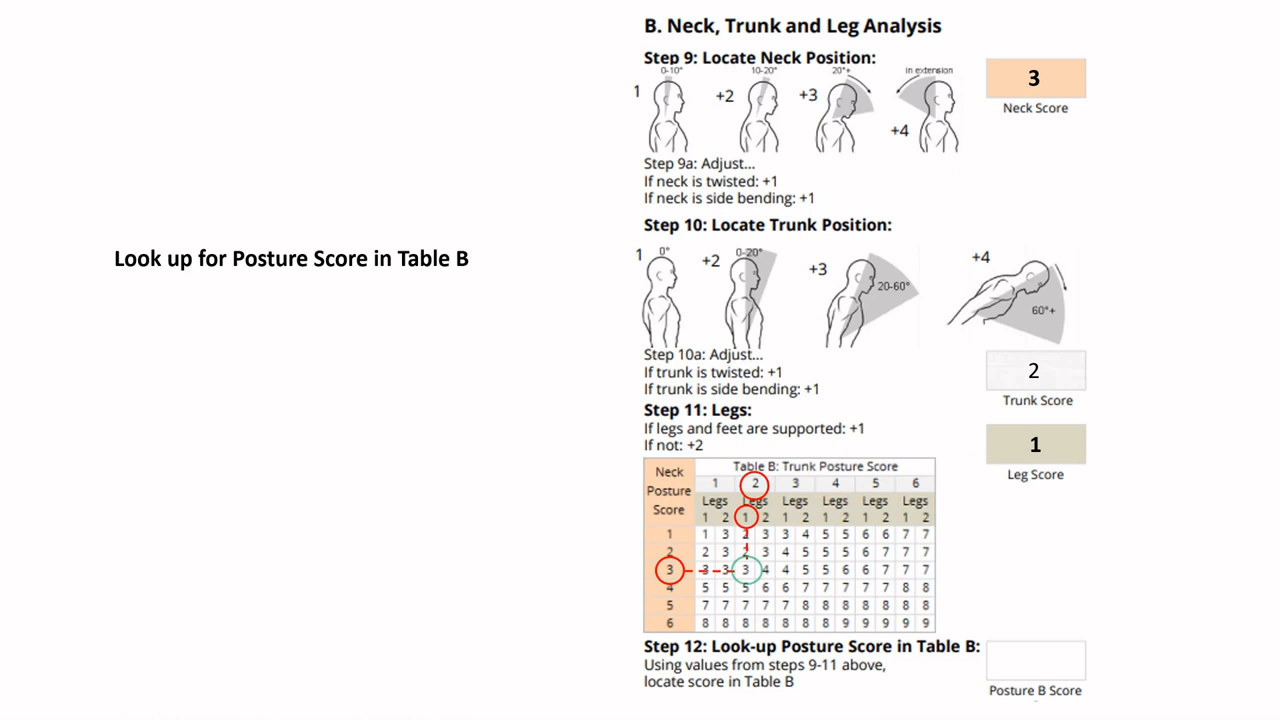 Look up for Posture Score in Table B
B. Neck, Trunk and Leg Analysis
Step 9: Locate Neck Position:
0-10° 10-20° 20°+ in extension
1 +2 +3 +4
3
Neck Score
Step 9a: Adjust...
If neck is twisted: +1
If neck is side bending: +1
Step 10: Locate Trunk Position:
1 0° +2 0-20° +3 20-60° +4 60°+
Step 10a: Adjust...
If trunk is twisted: +1
If trunk is side bending: +1
2
Trunk Score
Step 11: Legs:
If legs and feet are supported: +1
If not: +2
1
Leg Score
Neck Posture Score
Table B: Trunk Posture Score
1 2 3 4 5 6
Legs Legs Legs Legs Legs Legs
1 2 1 2 1 2 1 2 1 2 1 2
1 1 3 2 3 3 4 5 5 6 6 7 7
2 2 3 2 3 4 5 5 5 6 7 7 7
3 3 3 3 4 4 5 5 6 6 7 7 7
4 5 5 5 6 6 7 7 7 7 7 8 8
5 7 7 7 7 7 8 8 8 8 8 8 8
6 8 8 8 8 8 8 8 9 9 9 9 9
Step 12: Look-up Posture Score in Table B:
Using values from steps 9-11 above,
locate score in Table B
Posture B Score